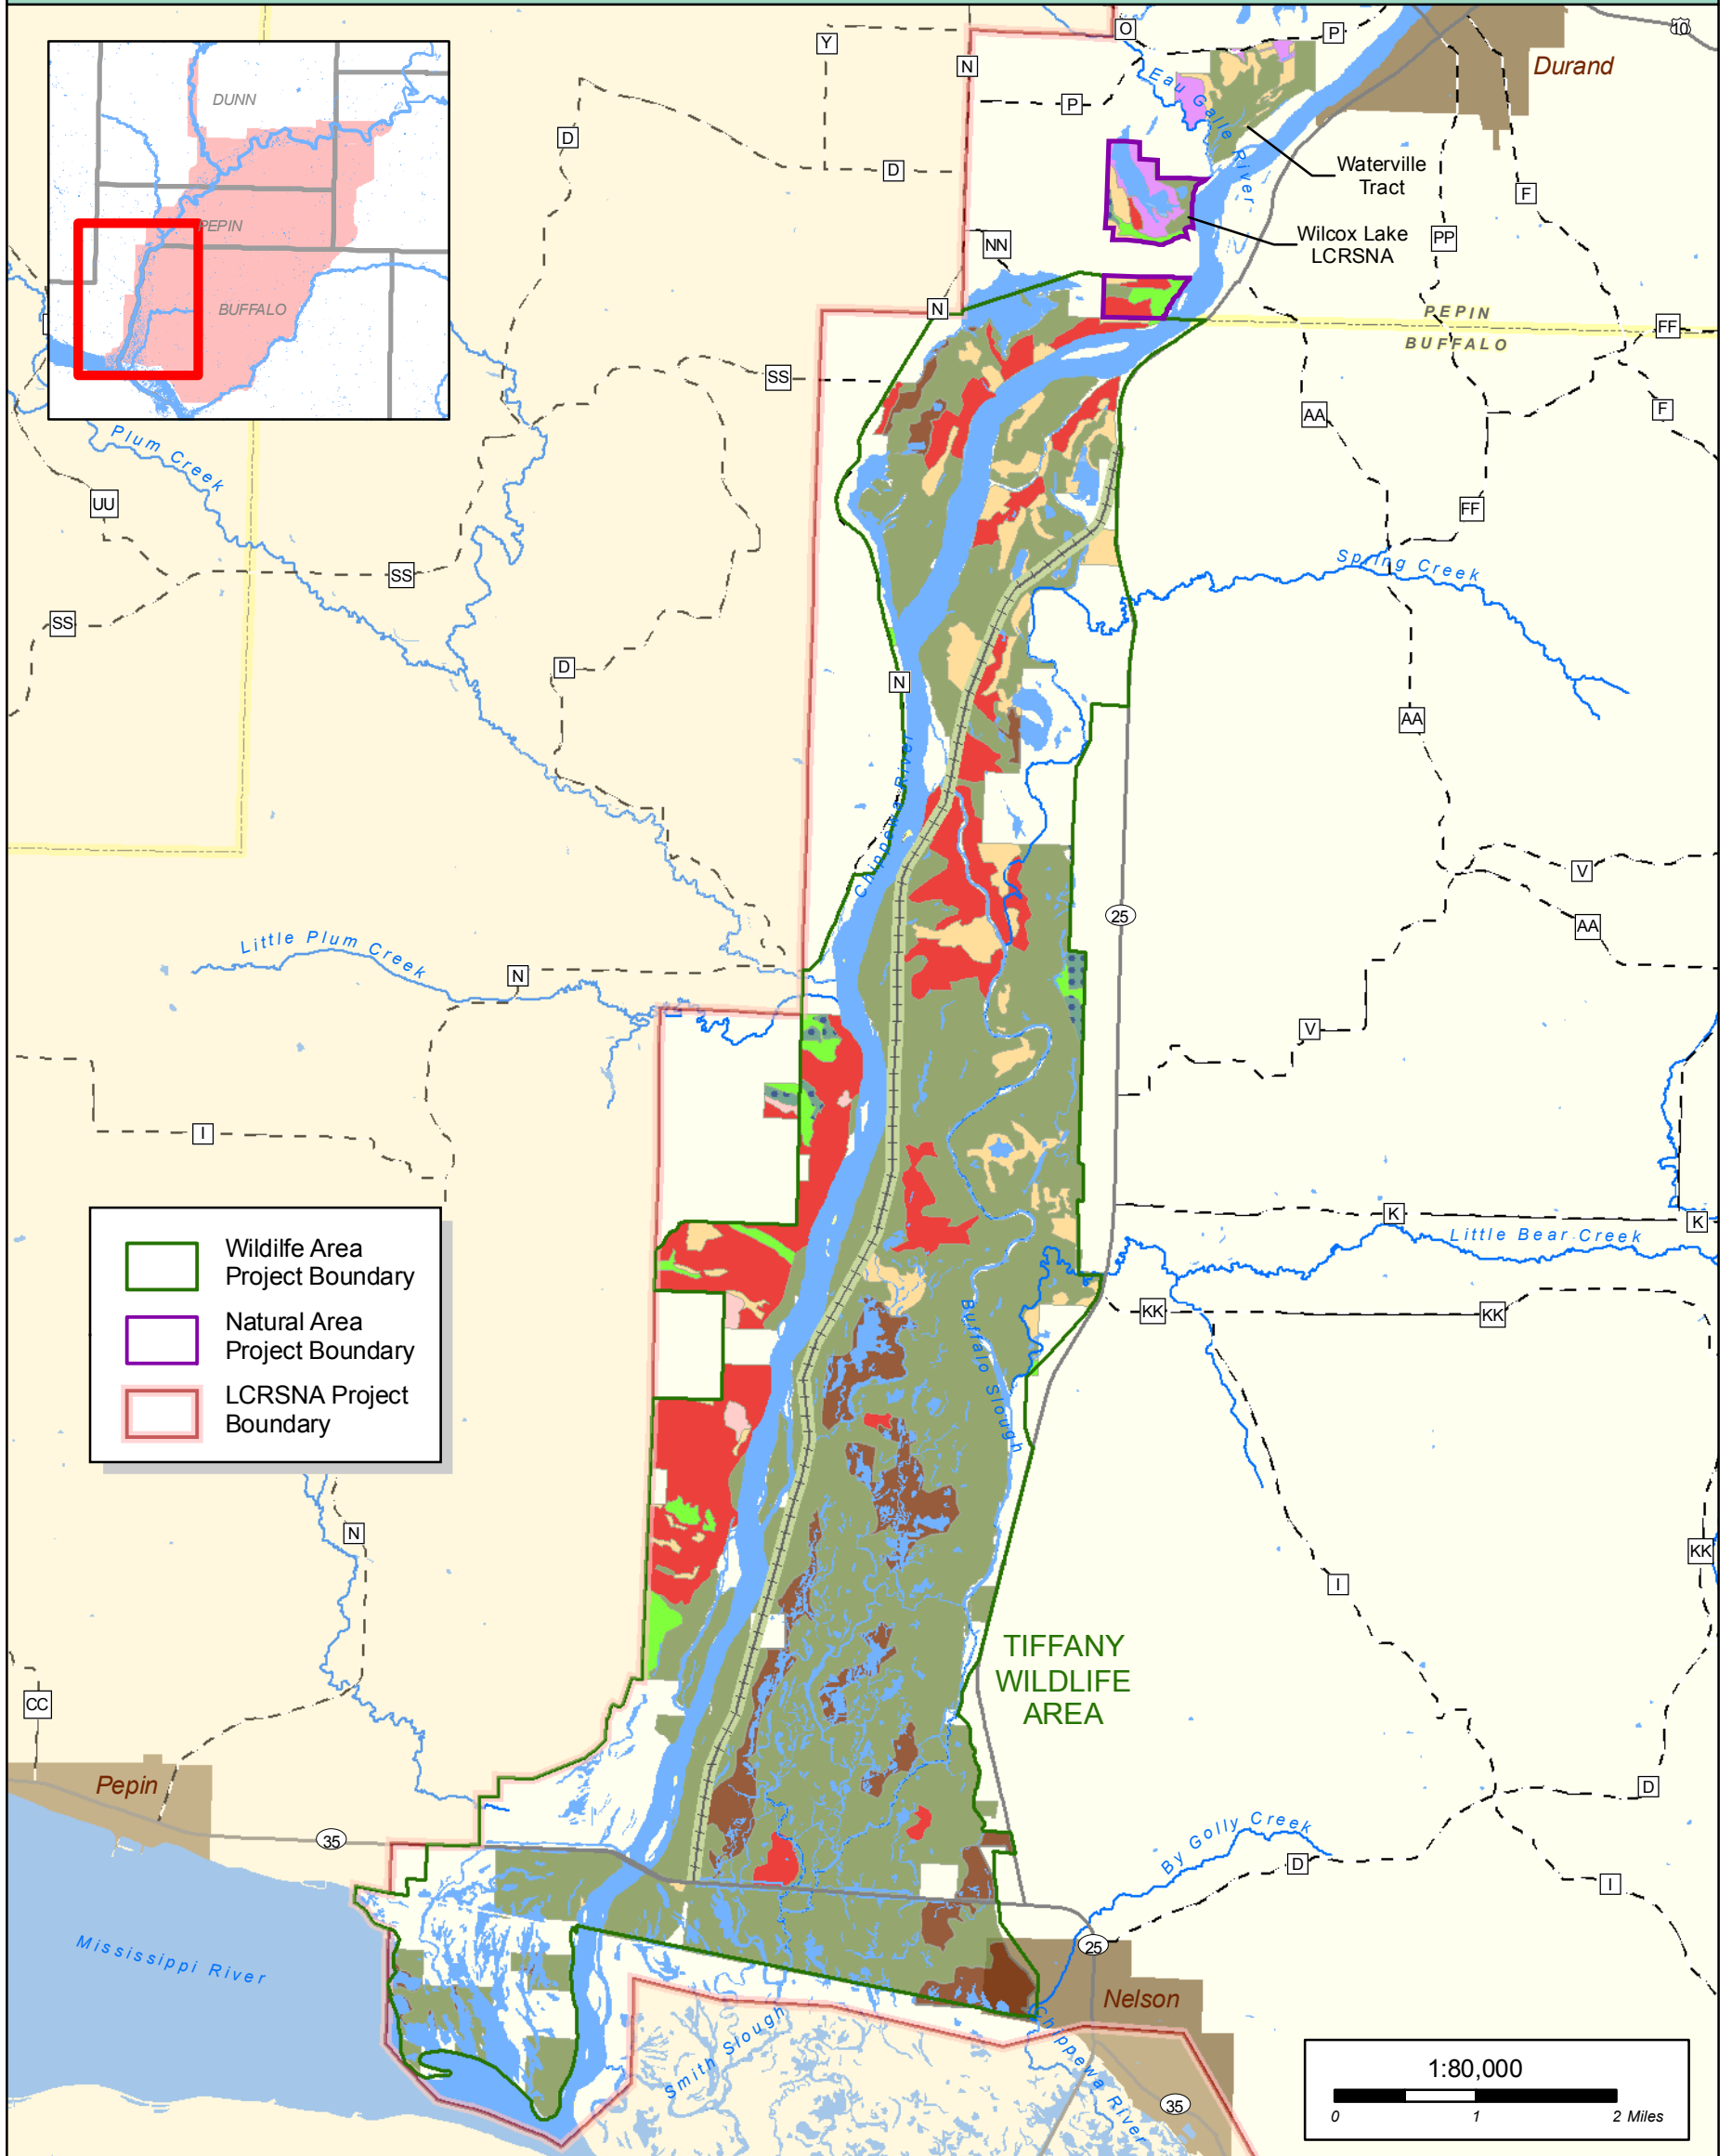 DUNN
PEPIN
BUFFALO
Y
N
O
P
10
Durand
D
P
Eau Galle River
D
Waterville
Tract
F
Wilcox Lake
LCRSNA
PP
NN
N
PEPIN
BUFFALO
FF
SS
AA
F
Plum Creek
UU
FF
SS
Spring Creek
SS
D
N
AA
Chippewa River
V
25
AA
Little Plum Creek
N
V
I
K
K
Little Bear Creek
Wildilfe Area
Project Boundary
Natural Area
Project Boundary
LCRSNA Project
Boundary
KK
KK
Buffalo Slough
N
KK
I
TIFFANY
WILDLIFE
AREA
CC
Pepin
D
35
By Golly Creek
D
I
Mississippi River
25
Nelson
Smith Slough
Chippewa River
35
1:80,000
0 1 2 Miles